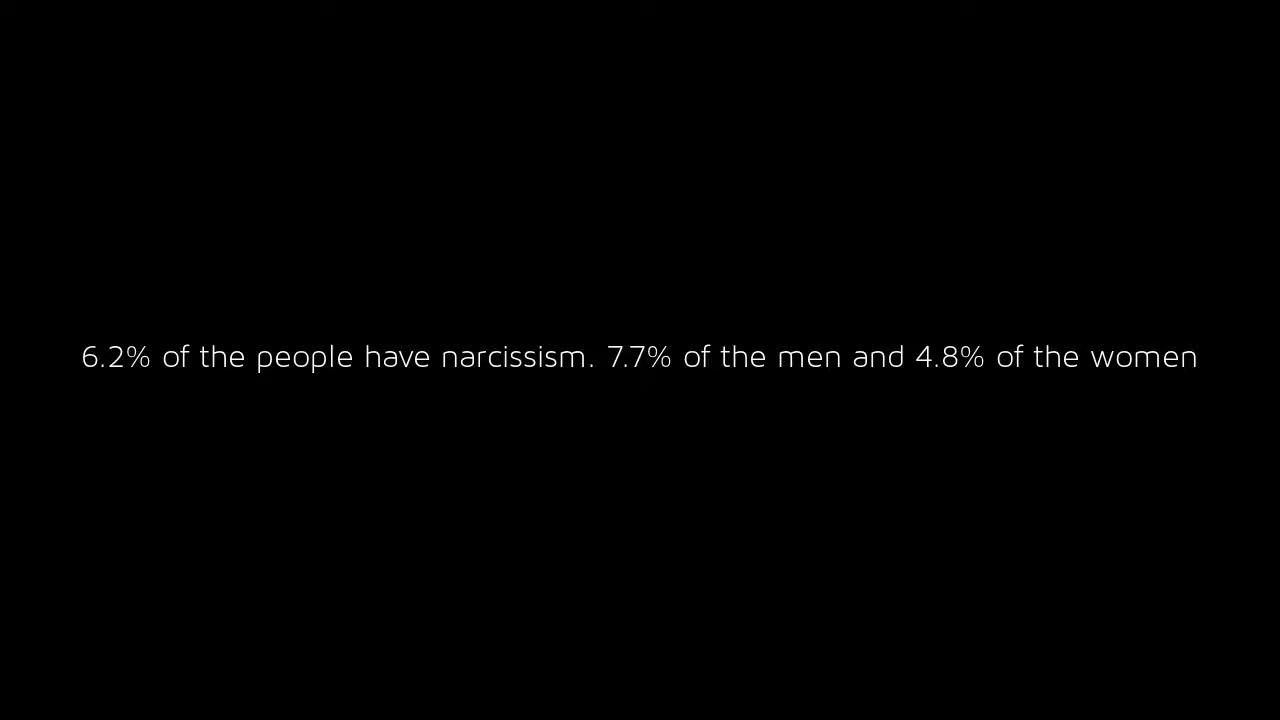 6.2% of the people have narcissism. 7.7% of the men and 4.8% of the women